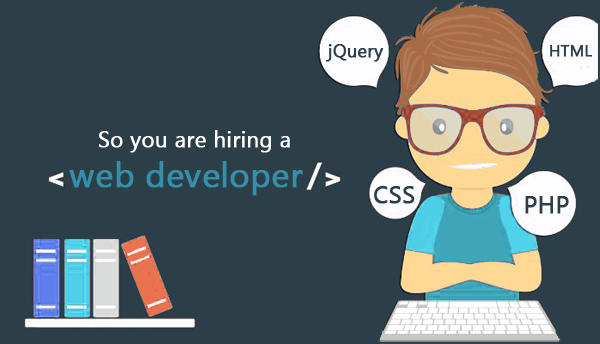 jQuery
HTML
So you are hiring a
<web developer/>
CSS
PHP